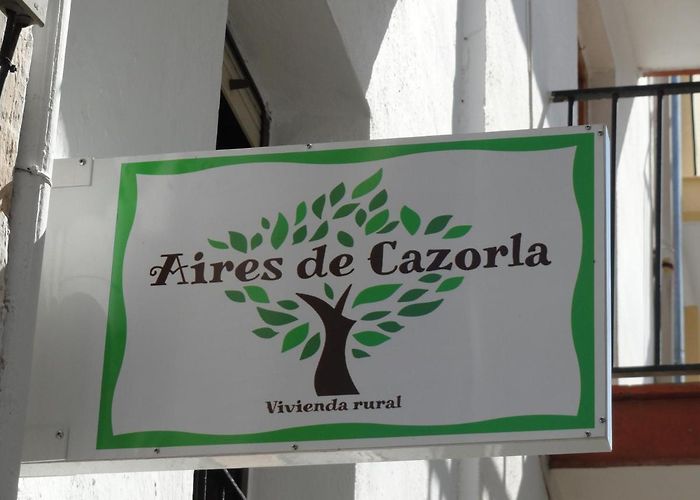 Aires de Cazorla
Vivienda rural